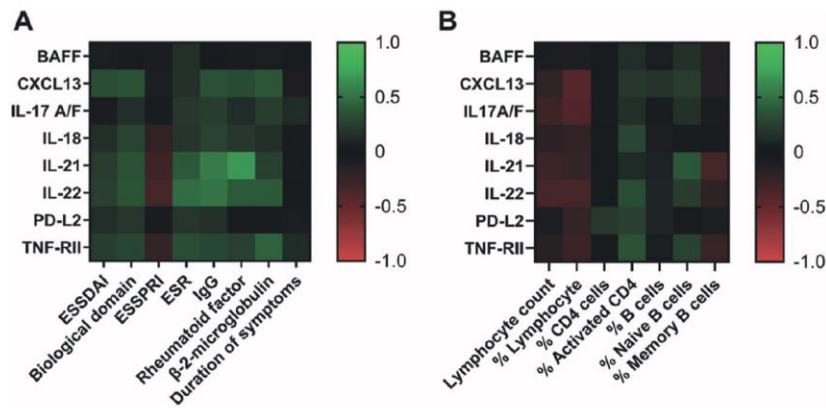 A
BAFF
CXCL13
IL-17 A/F
IL-18
IL-21
IL-22
PD-L2
TNF-RII
ESSDAI
Biological domain
ESSPRI
ESR
IgG
Rheumatoid factor
β-2-microglobulin
Duration of symptoms
1.0
0.5
0
-0.5
-1.0
B
BAFF
CXCL13
IL17A/F
IL-18
IL-21
IL-22
PD-L2
TNF-RII
Lymphocyte count
% Lymphocyte
% CD4 cells
% Activated CD4
% B cells
% Naive B cells
% Memory B cells
1.0
0.5
0
-0.5
-1.0